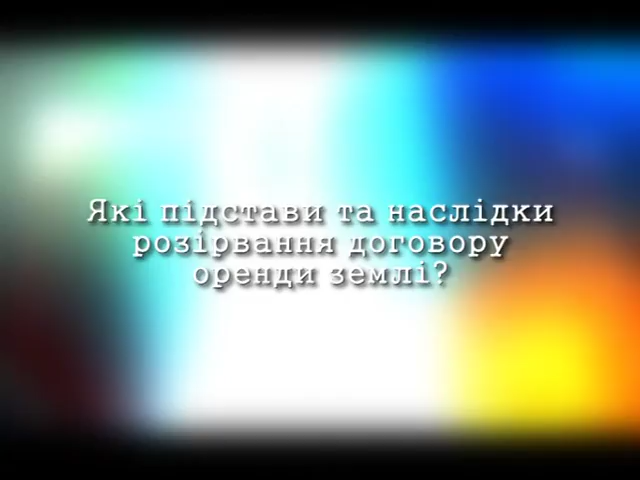 Які підстави та наслідки
розірвання договору
оренди землі?